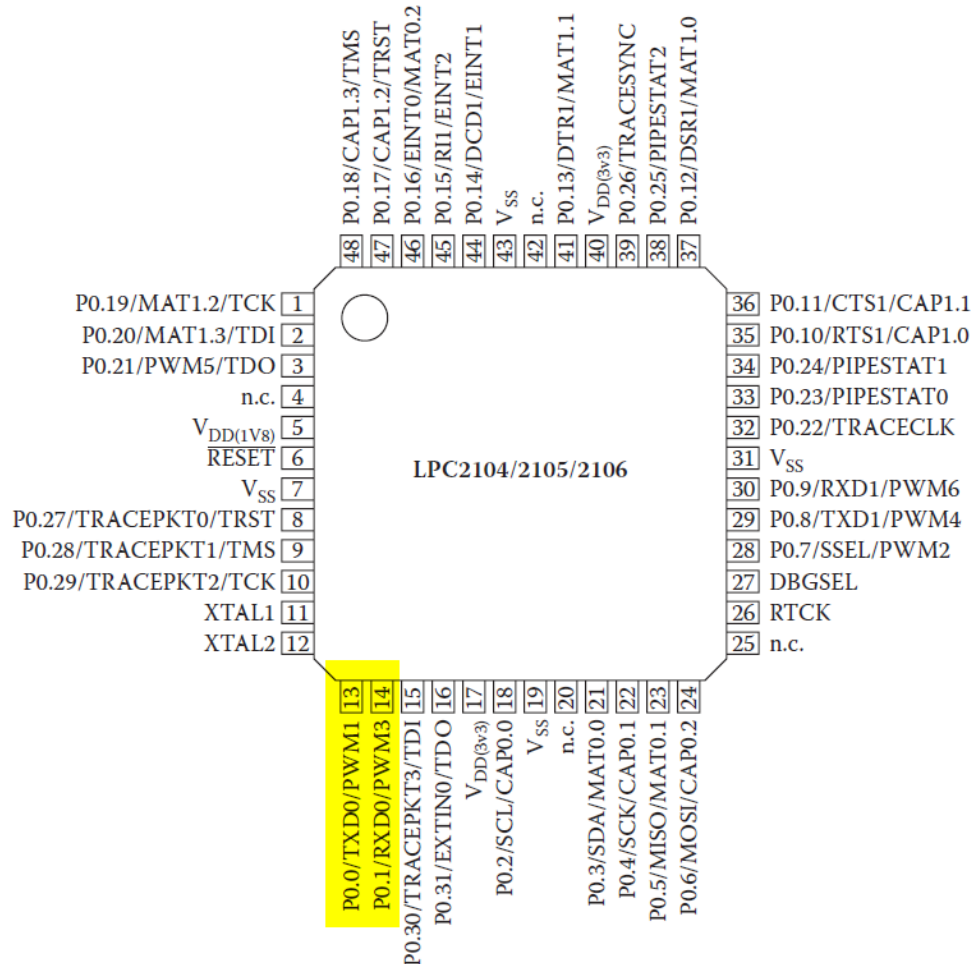 P0.18/CAP1.3/TMS
P0.17/CAP1.2/TRST
P0.16/EINT0/MAT0.2
P0.15/RI1/EINT2
P0.14/DCD1/EINT1
VSS
n.c.
P0.13/DTR1/MAT1.1
VDD(3v3)
P0.26/TRACESYNC
P0.25/PIPESTAT2
P0.12/DSR1/MAT1.0
48
47
46
45
44
43
42
41
40
39
38
37
P0.19/MAT1.2/TCK 1
P0.20/MAT1.3/TDI 2
P0.21/PWM5/TDO 3
n.c. 4
VDD(1V8) 5
RESET 6
VSS 7
P0.27/TRACEPKT0/TRST 8
P0.28/TRACEPKT1/TMS 9
P0.29/TRACEPKT2/TCK 10
XTAL1 11
XTAL2 12
LPC2104/2105/2106
36 P0.11/CTS1/CAP1.1
35 P0.10/RTS1/CAP1.0
34 P0.24/PIPESTAT1
33 P0.23/PIPESTAT0
32 P0.22/TRACECLK
31 VSS
30 P0.9/RXD1/PWM6
29 P0.8/TXD1/PWM4
28 P0.7/SSEL/PWM2
27 DBGSEL
26 RTCK
25 n.c.
13
14
15
16
17
18
19
20
21
22
23
24
P0.0/TXD0/PWM1
P0.1/RXD0/PWM3
P0.30/TRACEPKT3/TDI
P0.31/EXTIN0/TDO
VDD(3v3)
P0.2/SCL/CAP0.0
VSS
n.c.
P0.3/SDA/MAT0.0
P0.4/SCK/CAP0.1
P0.5/MISO/MAT0.1
P0.6/MOSI/CAP0.2